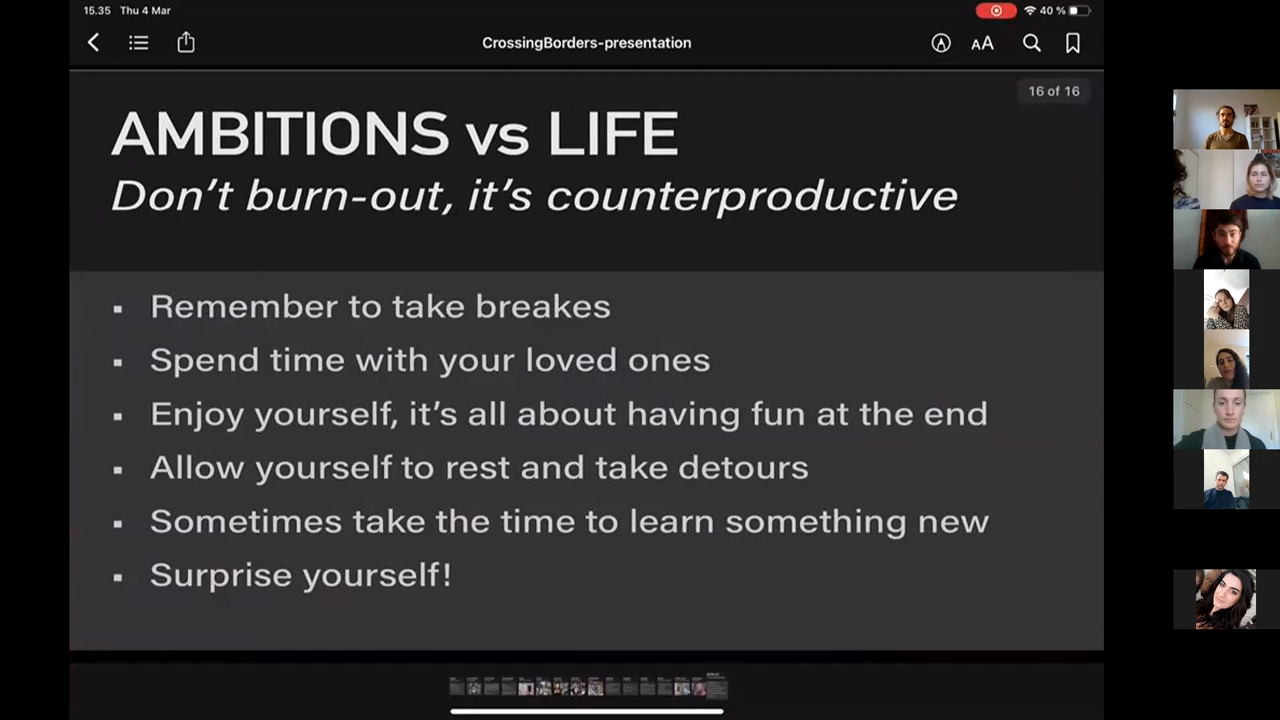 15.35 Thu 4 Mar
40 %
CrossingBorders-presentation
AA
16 of 16
AMBITIONS vs LIFE
Don't burn-out, it's counterproductive
▪ Remember to take breakes
▪ Spend time with your loved ones
▪ Enjoy yourself, it's all about having fun at the end
▪ Allow yourself to rest and take detours
▪ Sometimes take the time to learn something new
▪ Surprise yourself!